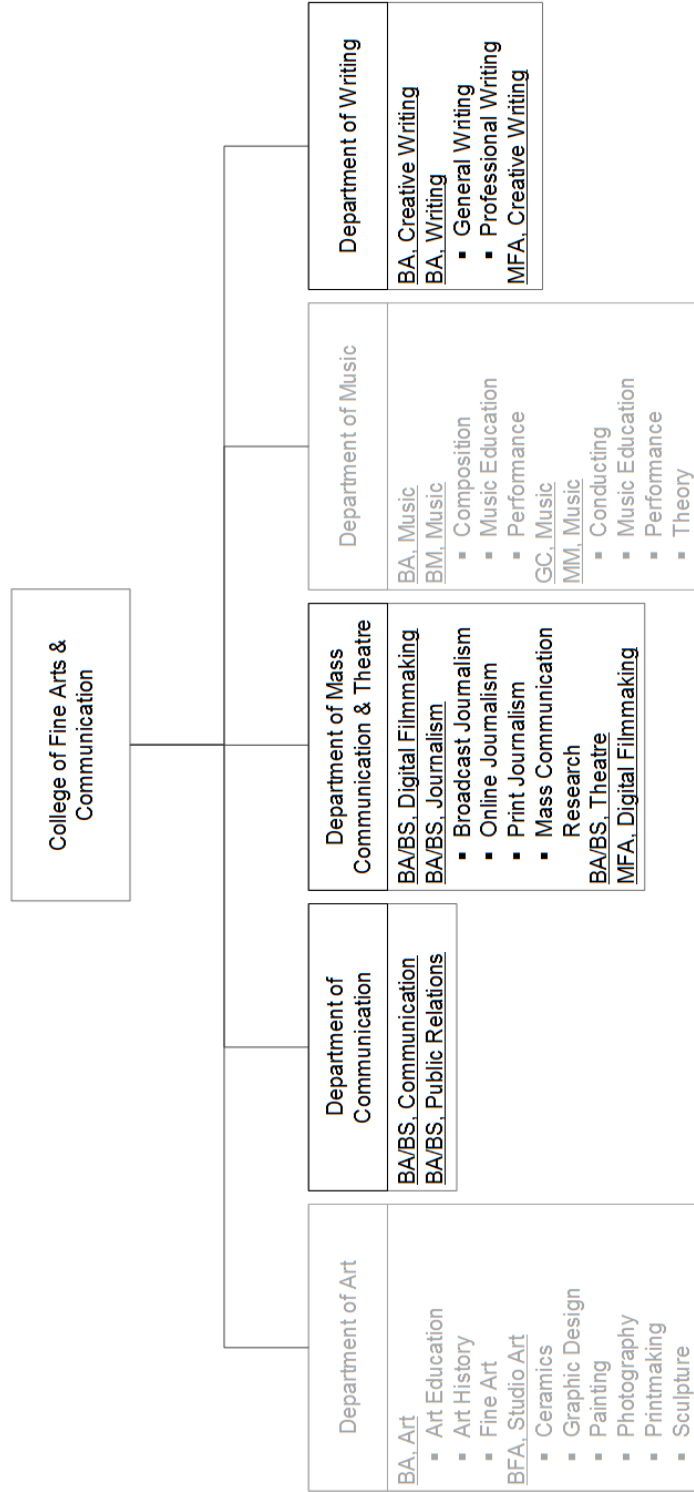 College of Fine Arts &
Communication
Department of Art
BA, Art
▪ Art Education
▪ Art History
▪ Fine Art
BFA, Studio Art
▪ Ceramics
▪ Graphic Design
▪ Painting
▪ Photography
▪ Printmaking
▪ Sculpture
Department of
Communication
BA/BS, Communication
BA/BS, Public Relations
Department of Mass
Communication & Theatre
BA/BS, Digital Filmmaking
BA/BS, Journalism
▪ Broadcast Journalism
▪ Online Journalism
▪ Print Journalism
▪ Mass Communication
Research
BA/BS, Theatre
MFA, Digital Filmmaking
Department of Music
BA, Music
BM, Music
▪ Composition
▪ Music Education
▪ Performance
GC, Music
MM, Music
▪ Conducting
▪ Music Education
▪ Performance
▪ Theory
Department of Writing
BA, Creative Writing
BA, Writing
▪ General Writing
▪ Professional Writing
MFA, Creative Writing